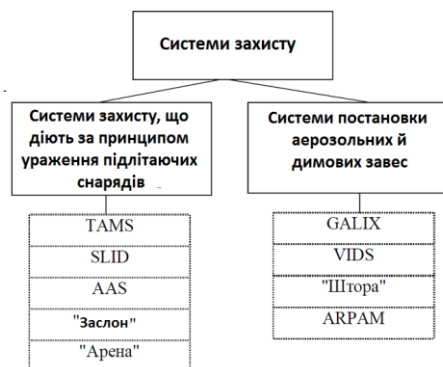 Системи захисту
Системи захисту, що
діють за принципом
ураження підлітаючих
снарядів
TAMS
SLID
AAS
"Заслон"
"Арена"
Системи постановки
аерозольних й
димових завес
GALIX
VIDS
"Штора"
ARPAM